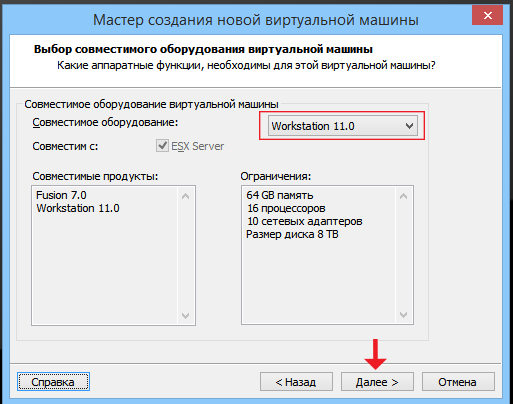 Мастер создания новой виртуальной машины
Выбор совместимого оборудования виртуальной машины
Какие аппаратные функции, необходимы для этой виртуальной машины?
Совместимое оборудование виртуальной машины
Совместимое оборудование: Workstation 11.0
Совместим с: ESX Server
Совместимые продукты: Ограничения:
Fusion 7.0
Workstation 11.0
64 GB память
16 процессоров
10 сетевых адаптеров
Размер диска 8 TB
Справка < Назад Далее > Отмена